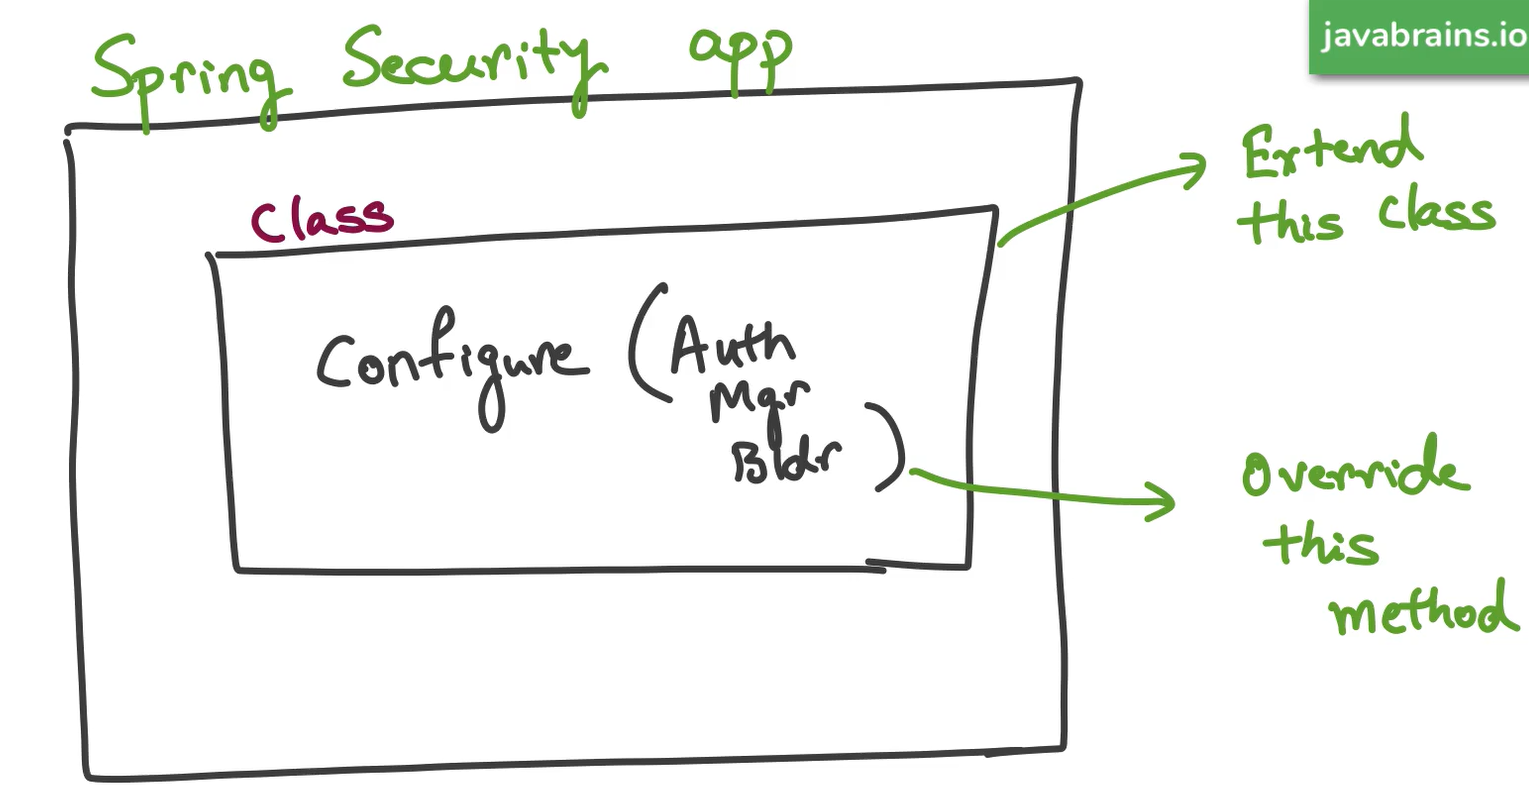 Spring Security app
javabrains.io
Extend
this class
Class
Configure (Auth
Mgr
Bldr )
Override
this
method